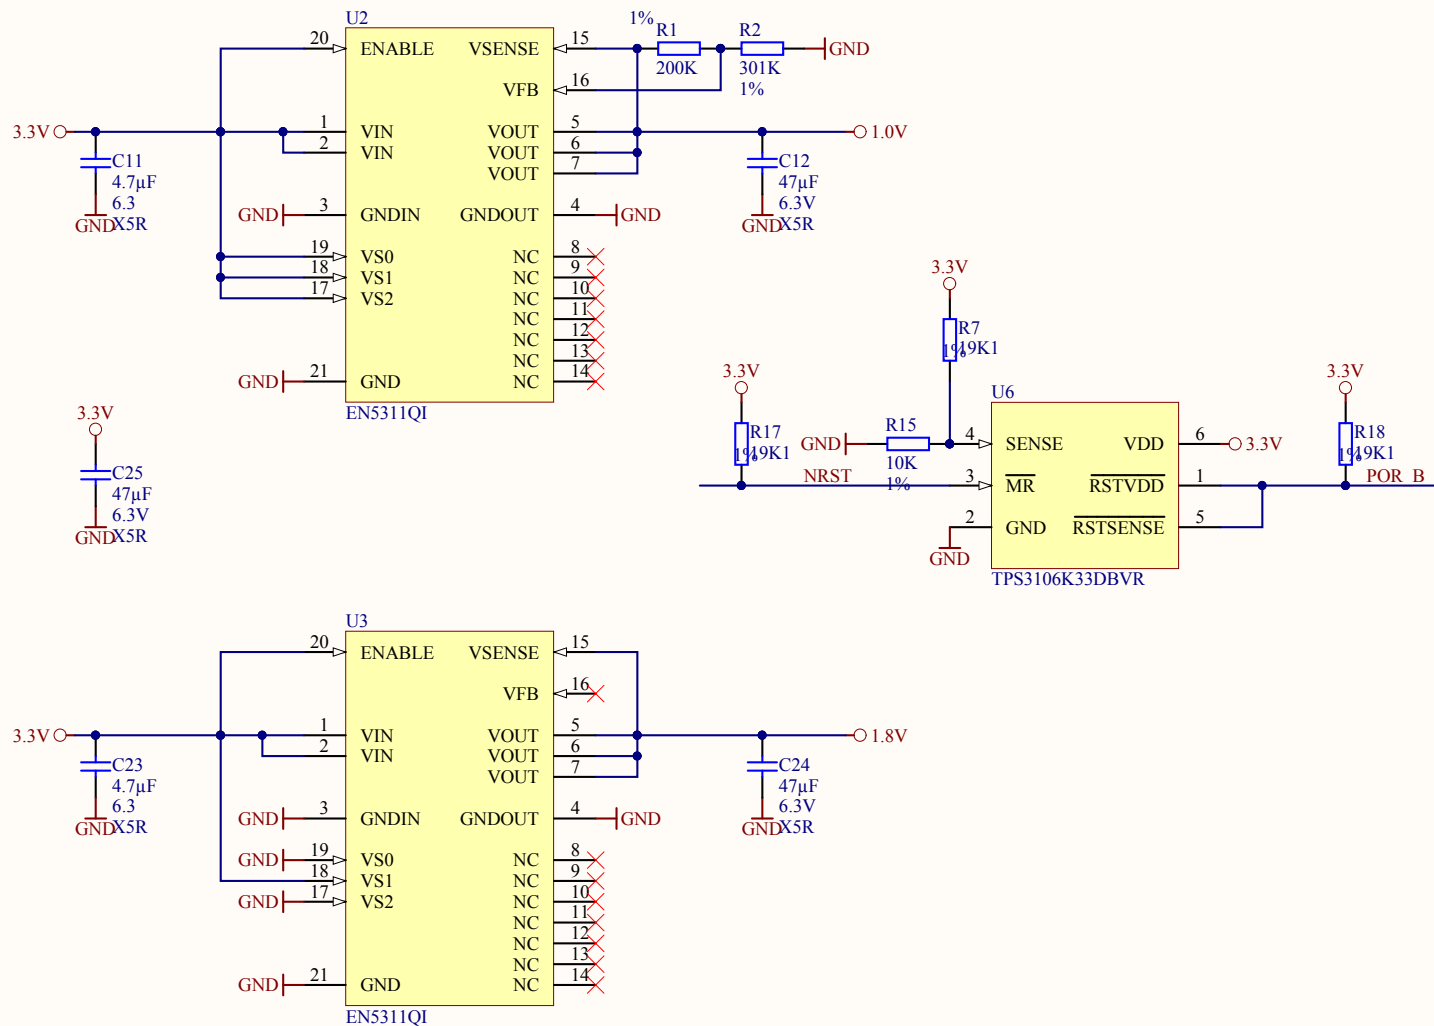 U2
20 ENABLE VSENSE 15
VFB 16
1 VIN VOUT 5
2 VIN VOUT 6
VOUT 7
3 GNDIN GNDOUT 4
19 VS0 NC 8
18 VS1 NC 9
17 VS2 NC 10
NC 11
NC 12
NC 13
21 GND NC 14
EN5311QI
1% R1
200K
R2
301K
1%
GND
3.3V
C11
4.7µF
6.3
X5R
GND
GND
GND
GND
1.0V
C12
47µF
6.3V
X5R
GND
3.3V
C25
47µF
6.3V
X5R
GND
3.3V
R7
1% 49K1
3.3V
R17
1% 49K1
GND
R15
10K
1%
NRST
U6
4 SENSE VDD 6
3 MR RSTVDD 1
2 GND RSTSENSE 5
TPS3106K33DBVR
GND
3.3V
3.3V
R18
1% 49K1
POR_B
U3
20 ENABLE VSENSE 15
VFB 16
1 VIN VOUT 5
2 VIN VOUT 6
VOUT 7
3 GNDIN GNDOUT 4
19 VS0 NC 8
18 VS1 NC 9
17 VS2 NC 10
NC 11
NC 12
NC 13
21 GND NC 14
EN5311QI
3.3V
C23
4.7µF
6.3
X5R
GND
GND
GND
GND
GND
GND
1.8V
C24
47µF
6.3V
X5R
GND